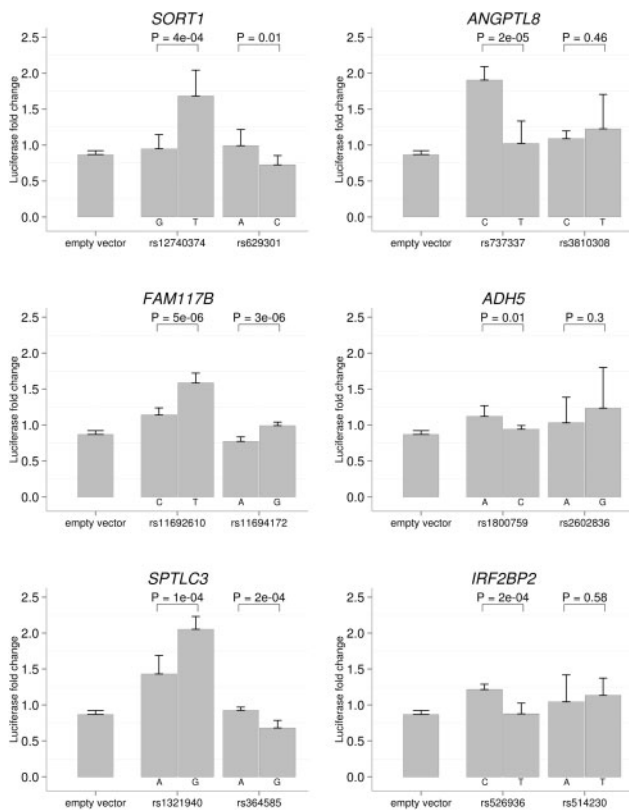 SORT1
P = 4e-04 P = 0.01
Luciferase fold change
2.5
2.0
1.5
1.0
0.5
0.0
G T A C
empty vector rs12740374 rs629301
ANGPTL8
P = 2e-05 P = 0.46
Luciferase fold change
2.5
2.0
1.5
1.0
0.5
0.0
C T C T
empty vector rs737337 rs3810308
FAM117B
P = 5e-06 P = 3e-06
Luciferase fold change
2.5
2.0
1.5
1.0
0.5
0.0
C T A G
empty vector rs11692610 rs11694172
ADH5
P = 0.01 P = 0.3
Luciferase fold change
2.5
2.0
1.5
1.0
0.5
0.0
A C A G
empty vector rs1800759 rs2602836
SPTLC3
P = 1e-04 P = 2e-04
Luciferase fold change
2.5
2.0
1.5
1.0
0.5
0.0
A G A G
empty vector rs1321940 rs364585
IRF2BP2
P = 2e-04 P = 0.58
Luciferase fold change
2.5
2.0
1.5
1.0
0.5
0.0
C T A T
empty vector rs526936 rs514230